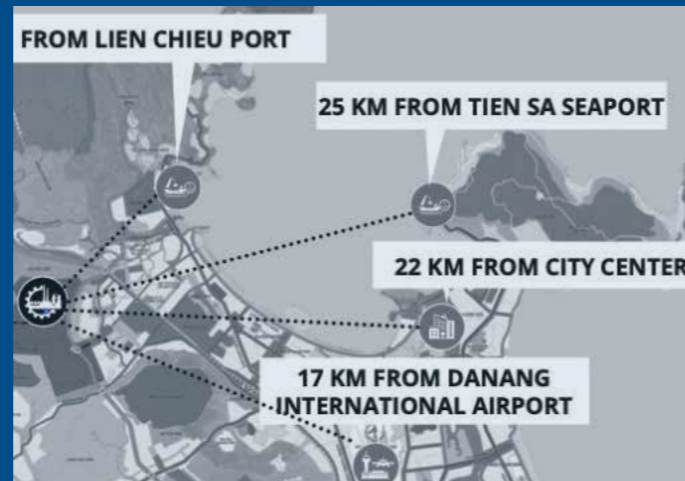 FROM LIEN CHIEU PORT
25 KM FROM TIEN SA SEAPORT
22 KM FROM CITY CENTER
17 KM FROM DANANG
INTERNATIONAL AIRPORT